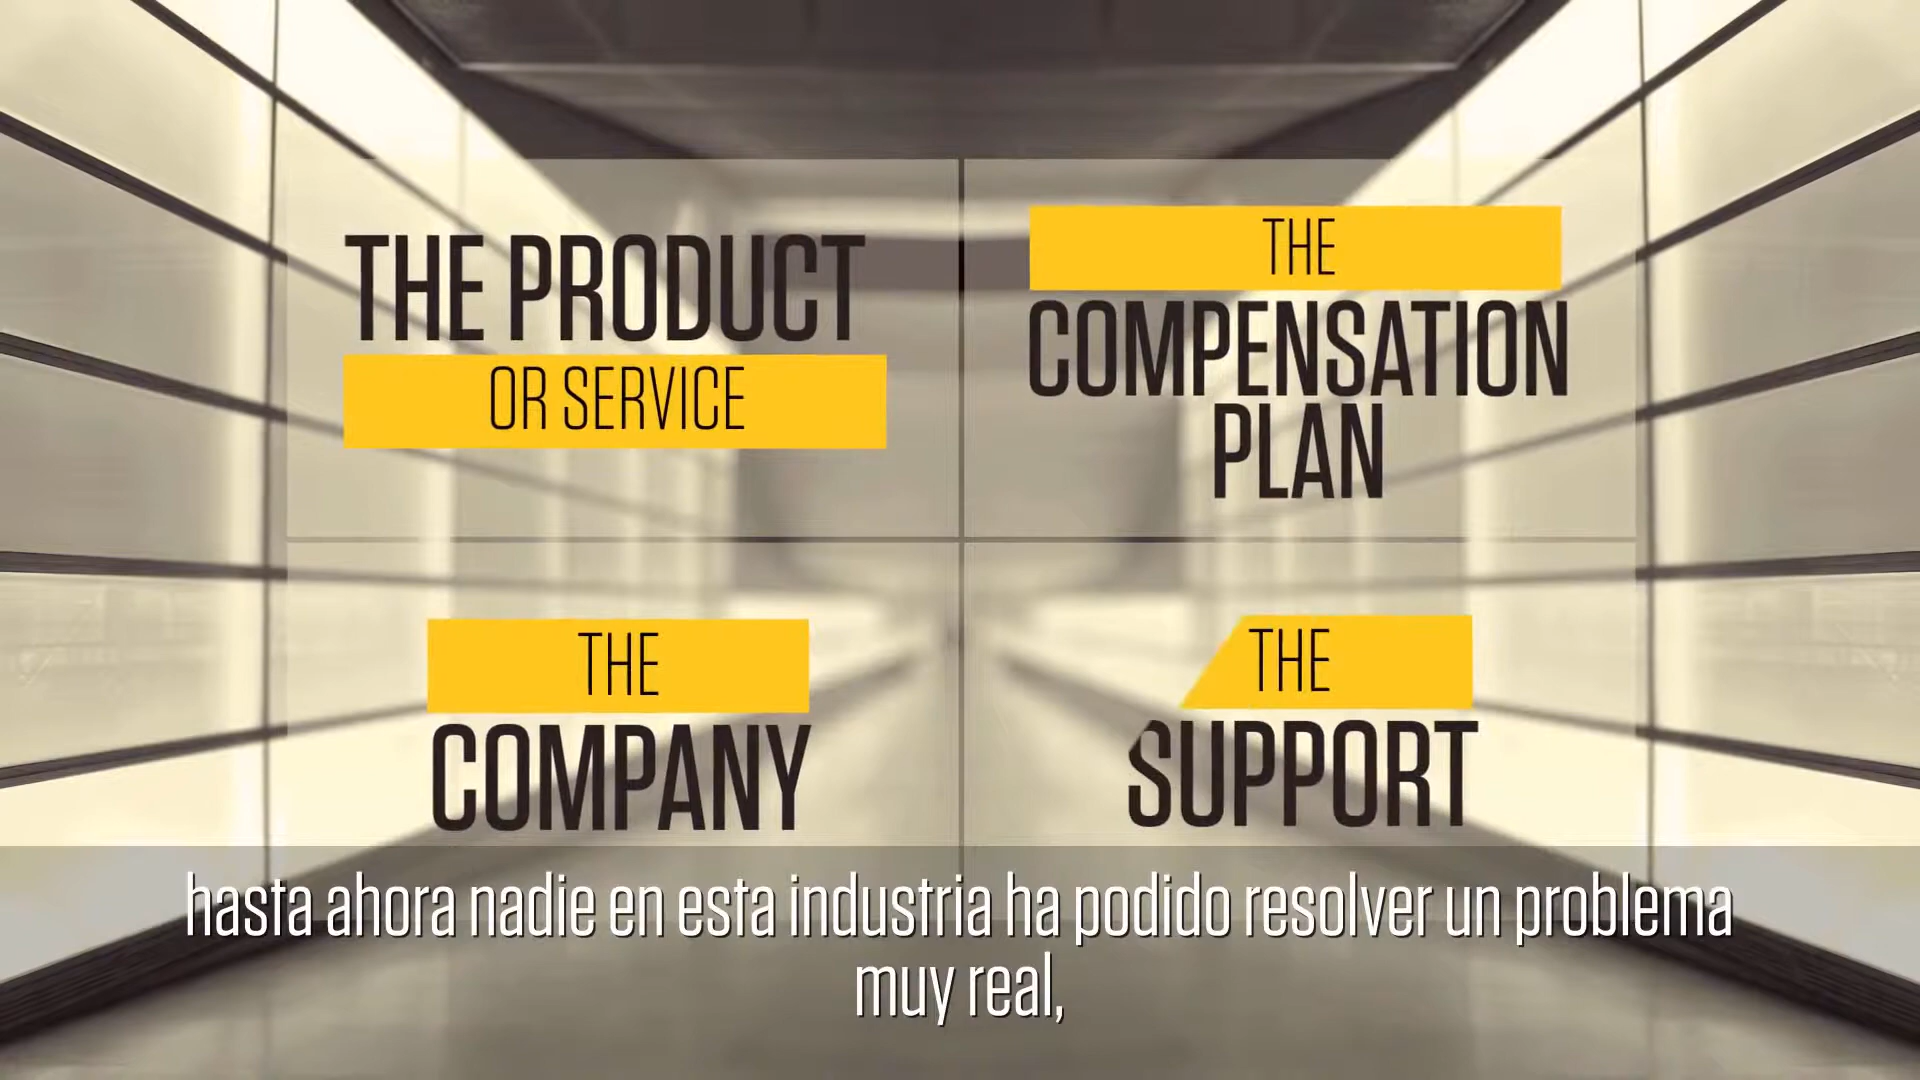 THE PRODUCT
OR SERVICE
THE
COMPENSATION
PLAN
THE
COMPANY
THE
SUPPORT
hasta ahora nadie en esta industria ha podido resolver un problema
muy real,